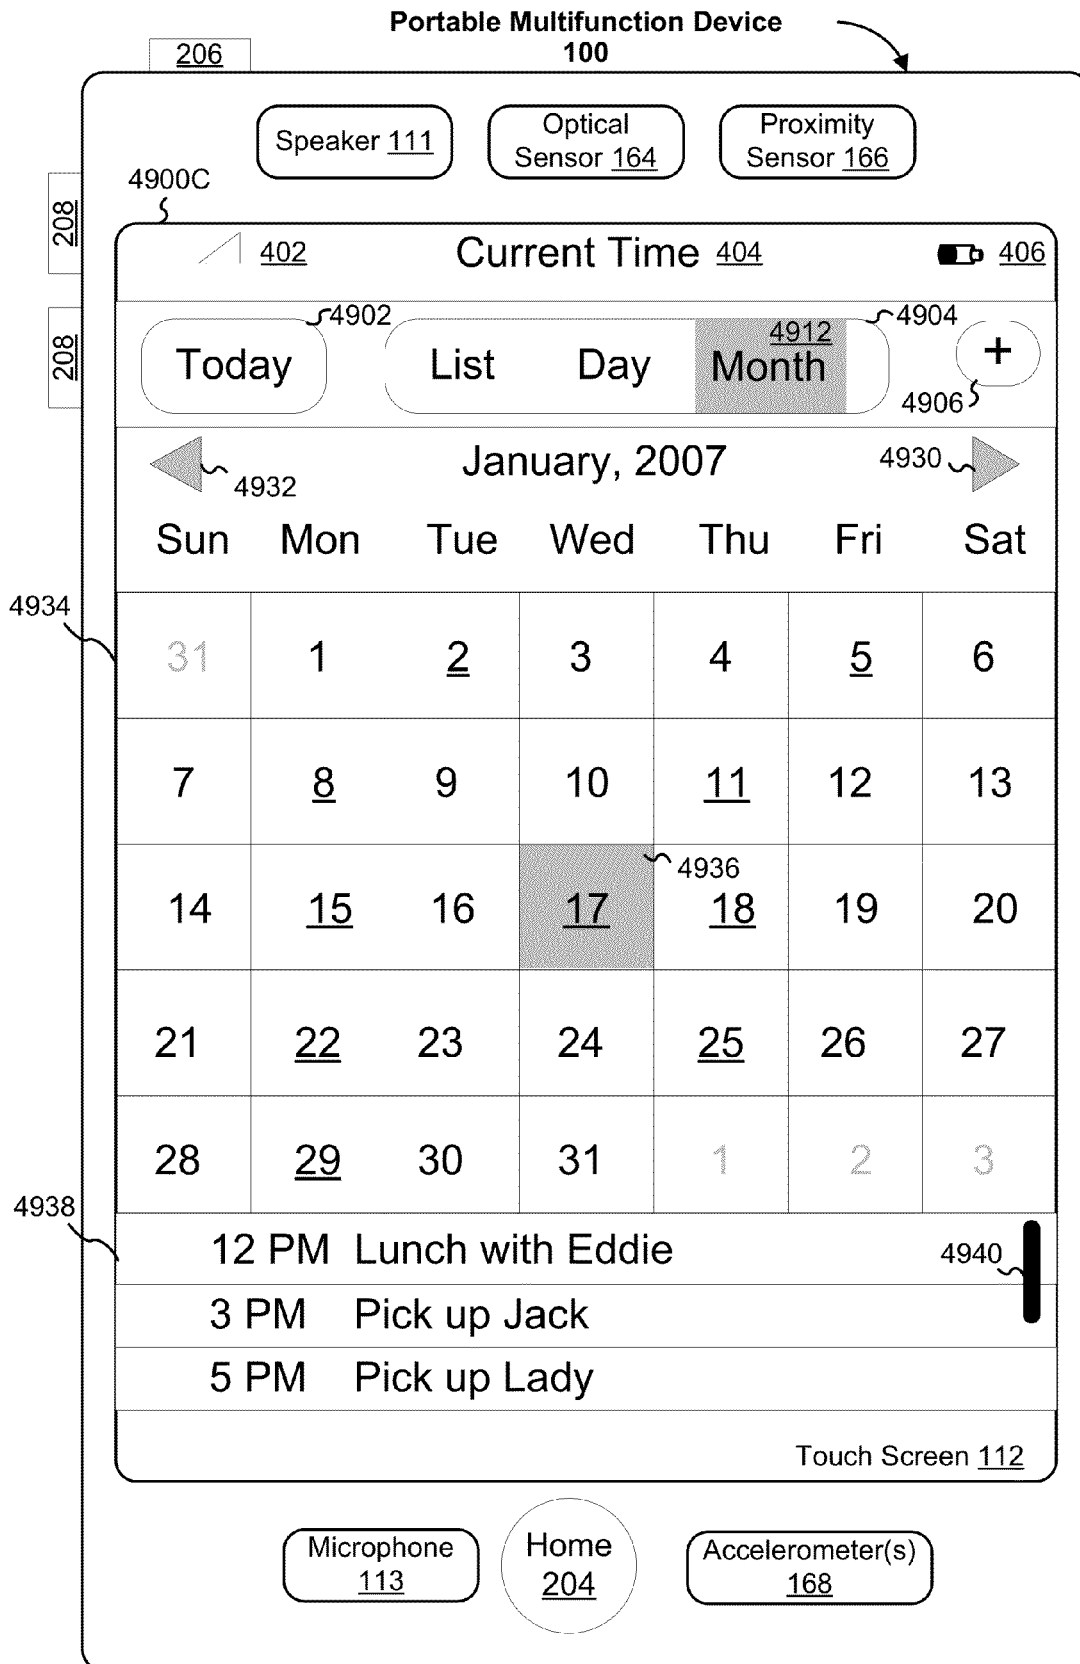 Portable Multifunction Device
100
206
Speaker 111
Optical
Sensor 164
Proximity
Sensor 166
4900C
208
402
Current Time 404
406
208
4902
4904
Today
List
Day
4912
Month
+
4906
4932
January, 2007
4930
Sun Mon Tue Wed Thu Fri Sat
4934
31 1 2 3 4 5 6
7 8 9 10 11 12 13
4936
14 15 16 17 18 19 20
21 22 23 24 25 26 27
28 29 30 31 1 2 3
4938
12 PM Lunch with Eddie
4940
3 PM Pick up Jack
5 PM Pick up Lady
Touch Screen 112
Microphone
113
Home
204
Accelerometer(s)
168